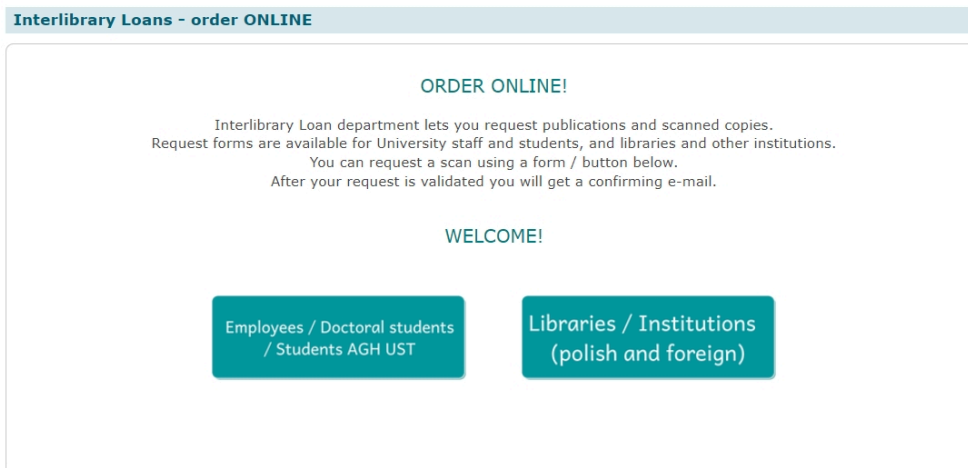 Interlibrary Loans - order ONLINE
ORDER ONLINE!
Interlibrary Loan department lets you request publications and scanned copies.
Request forms are available for University staff and students, and libraries and other institutions.
You can request a scan using a form / button below.
After your request is validated you will get a confirming e-mail.
WELCOME!
Employees / Doctoral students
/ Students AGH UST
Libraries / Institutions
(polish and foreign)